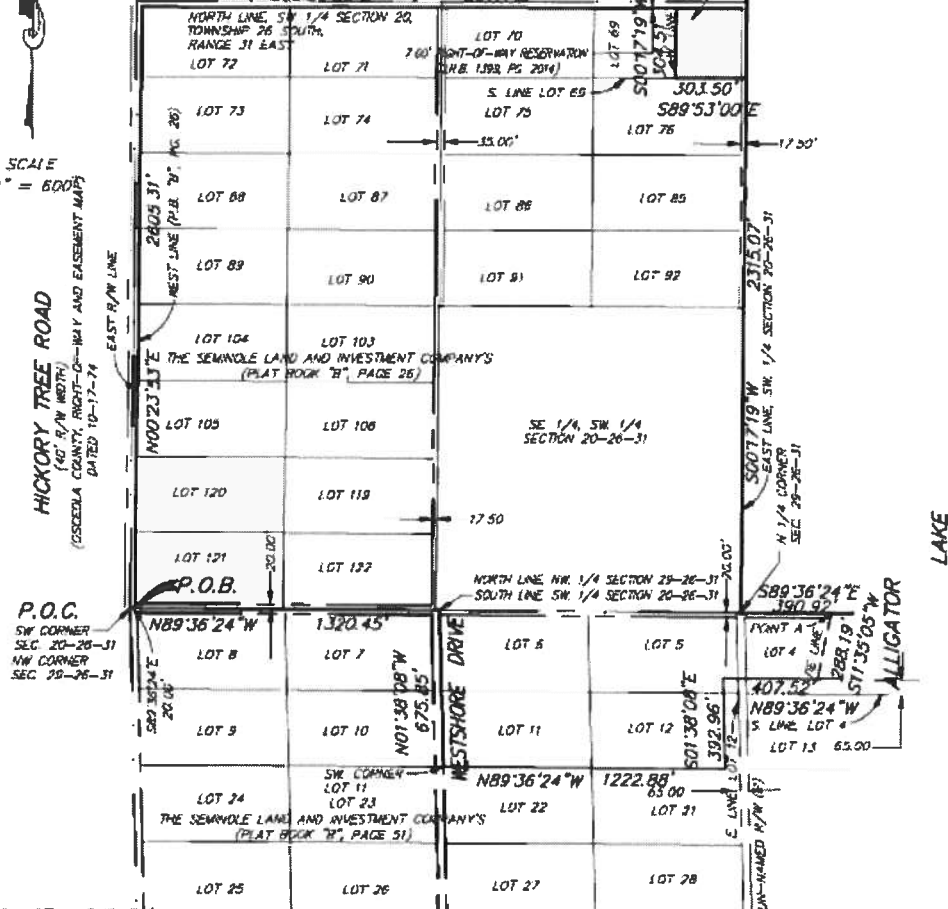 NORTH LINE, SW 1/4 SECTION 20,
TOWNSHIP 26 SOUTH,
RANGE 31 EAST
LOT 72
LOT 71
LOT 70
7.00' RIGHT-OF-WAY RESERVATION
(O.R.B. 1399, PG. 2014)
S. LINE LOT 69
LOT 69
S00°17'19"W
303.50'
S89°53'00"E
LOT 73
LOT 74
LOT 75
LOT 76
35.00'
17.50'
SCALE
1" = 600'
LOT 88
LOT 87
LOT 86
LOT 85
2605.31'
WEST LINE (P.B. "B", PG. 26)
LOT 89
LOT 90
LOT 91
LOT 92
2315.07'
S00°17'19"W
EAST LINE, SW. 1/4 SECTION 20-26-31
HICKORY TREE ROAD
(40' R/W WIDTH)
(OSCEOLA COUNTY, RIGHT-OF-WAY AND EASEMENT MAP)
DATED 10-17-74
EAST R/W LINE
N00°23'53"E
LOT 104
LOT 103
THE SEMINOLE LAND AND INVESTMENT COMPANY'S
(PLAT BOOK "B", PAGE 26)
LOT 105
LOT 106
SE 1/4, SW. 1/4
SECTION 20-26-31
N 1/4 CORNER
SEC. 29-26-31
LOT 120
LOT 119
17.50
LOT 121
LOT 122
20.00'
P.O.B.
P.O.C.
SW CORNER
SEC. 20-26-31
NW CORNER
SEC. 29-26-31
NORTH LINE, NW. 1/4 SECTION 29-26-31
SOUTH LINE SW. 1/4 SECTION 20-26-31
20.00'
S89°36'24"E
390.92'
N89°36'24"W 1320.45'
LOT 8
LOT 7
LOT 6
LOT 5
POINT A
LOT 4
288.19'
S11°35'05"W
ALLIGATOR
LAKE
S89°36'24"E
20.00'
N01°38'08"W
675.85'
WESTSHORE DRIVE
407.52'
N89°36'24"W
S. LINE LOT 4
LOT 13 65.00
LOT 9
LOT 10
LOT 11
LOT 12
S01°38'08"E
392.96'
E LINE, LOT 12
SW. CORNER
LOT 11
N89°36'24"W 1222.88'
65.00
LOT 24
LOT 23
LOT 22
LOT 21
THE SEMINOLE LAND AND INVESTMENT COMPANY'S
(PLAT BOOK "B", PAGE 51)
UN-NAMED R/W
LOT 25
LOT 26
LOT 27
LOT 28